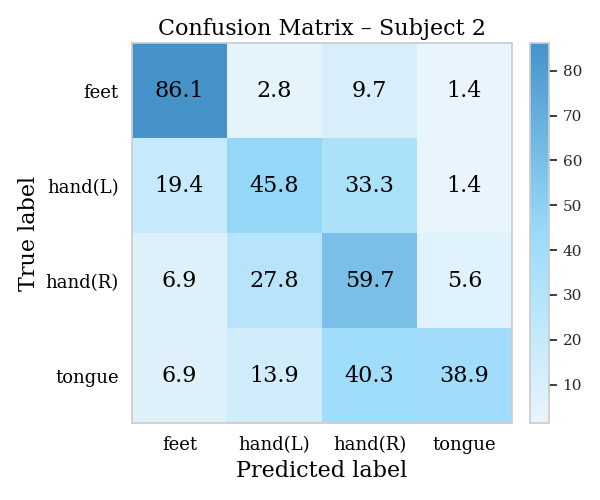 Confusion Matrix – Subject 2
True label
feet 86.1 2.8 9.7 1.4
hand(L) 19.4 45.8 33.3 1.4
hand(R) 6.9 27.8 59.7 5.6
tongue 6.9 13.9 40.3 38.9
feet hand(L) hand(R) tongue
Predicted label
80
70
60
50
40
30
20
10